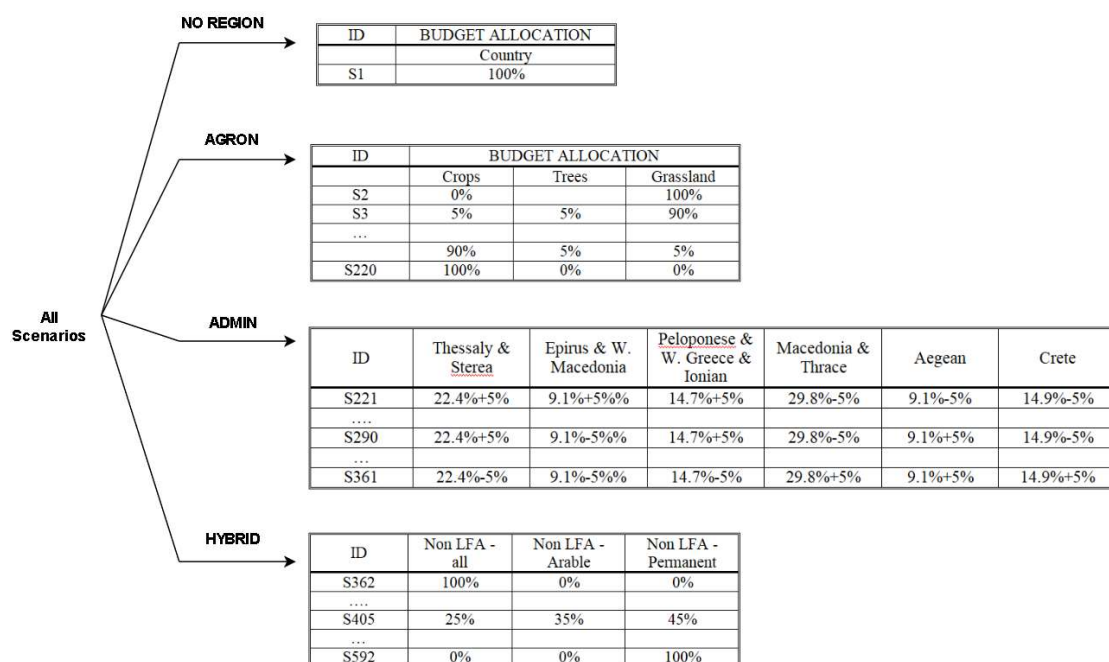 NO REGION
ID BUDGET ALLOCATION
Country
S1 100%
AGRON
ID BUDGET ALLOCATION
Crops Trees Grassland
S2 0% 100%
S3 5% 5% 90%
…
90% 5% 5%
S220 100% 0% 0%
All
Scenarios
ADMIN
ID Thessaly & Sterea Epirus & W. Macedonia Peloponese & W. Greece & Ionian Macedonia & Thrace Aegean Crete
S221 22.4%+5% 9.1%+5%% 14.7%+5% 29.8%-5% 9.1%-5% 14.9%-5%
….
S290 22.4%+5% 9.1%-5%% 14.7%+5% 29.8%-5% 9.1%+5% 14.9%-5%
…
S361 22.4%-5% 9.1%-5%% 14.7%-5% 29.8%+5% 9.1%+5% 14.9%+5%
HYBRID
ID Non LFA - all Non LFA - Arable Non LFA - Permanent
S362 100% 0% 0%
….
S405 25% 35% 45%
…
S592 0% 0% 100%